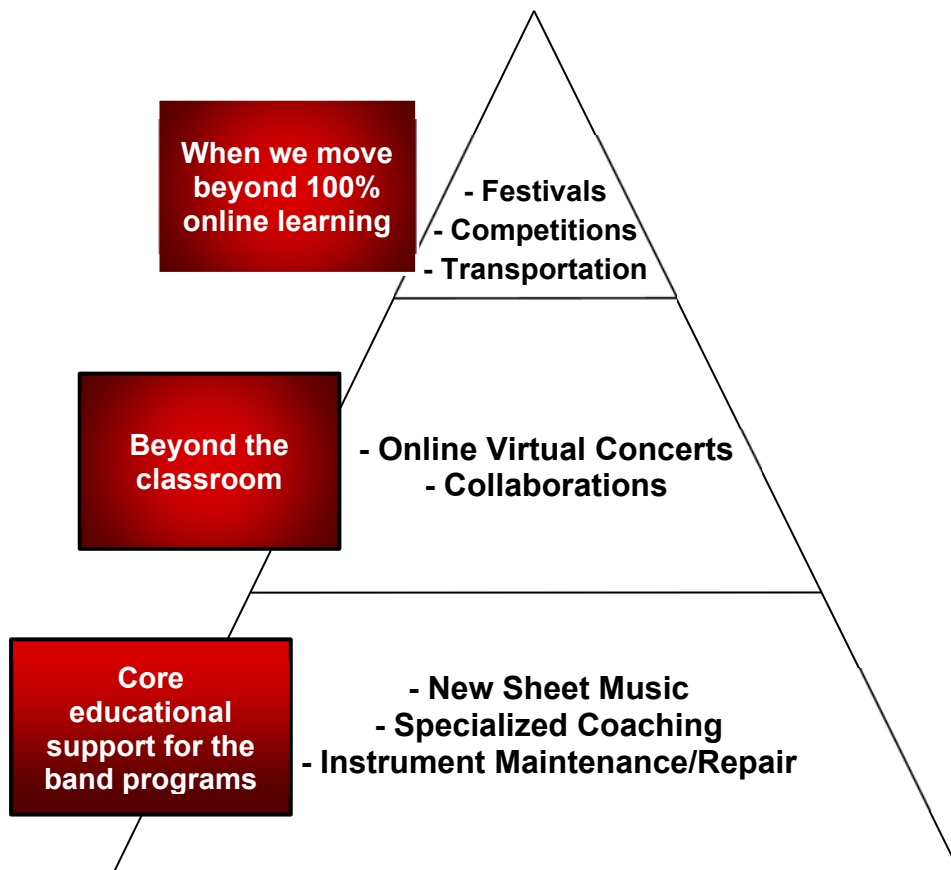 When we move
beyond 100%
online learning
- Festivals
- Competitions
- Transportation
Beyond the
classroom
- Online Virtual Concerts
- Collaborations
Core
educational
support for the
band programs
- New Sheet Music
- Specialized Coaching
- Instrument Maintenance/Repair